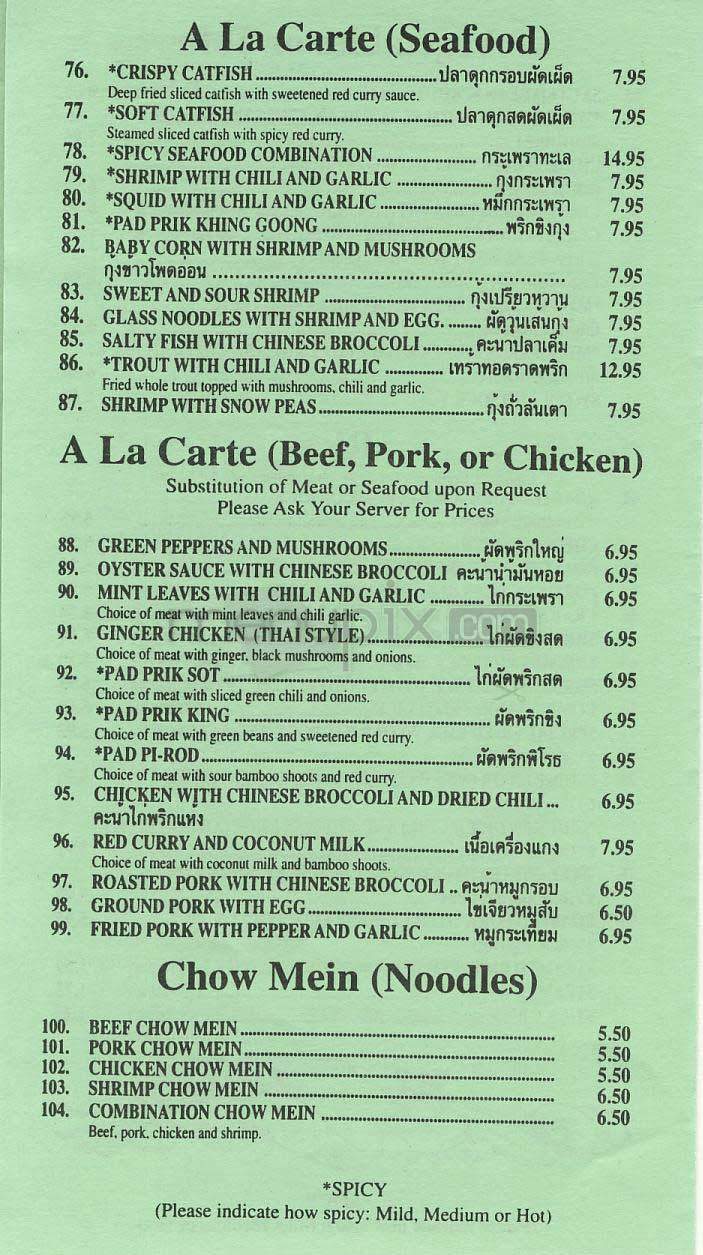 A La Carte (Seafood)
76. *CRISPY CATFISH ........ ปลาดุกกรอบผัดเผ็ด 7.95
Deep fried sliced catfish with sweetened red curry sauce.
77. *SOFT CATFISH ........ ปลาดุกสดผัดเผ็ด 7.95
Steamed sliced catfish with spicy red curry.
78. *SPICY SEAFOOD COMBINATION ........ กระเพราทะเล 14.95
79. *SHRIMP WITH CHILI AND GARLIC ........ กุ้งกระเพรา 7.95
80. *SQUID WITH CHILI AND GARLIC ........ หมึกกระเพรา 7.95
81. *PAD PRIK KHING GOONG ........ พริกขิงกุ้ง 7.95
82. BABY CORN WITH SHRIMP AND MUSHROOMS
กุ้งข้าวโพดอ่อน ........ 7.95
83. SWEET AND SOUR SHRIMP ........ กุ้งเปรี้ยวหวาน 7.95
84. GLASS NOODLES WITH SHRIMP AND EGG. ........ ผัดวุ้นเส้นกุ้ง 7.95
85. SALTY FISH WITH CHINESE BROCCOLI ........ คะน้าปลาเค็ม 7.95
86. *TROUT WITH CHILI AND GARLIC ........ เทร้าทอดราดพริก 12.95
Fried whole trout topped with mushrooms, chili and garlic.
87. SHRIMP WITH SNOW PEAS ........ กุ้งถั่วลันเตา 7.95
A La Carte (Beef, Pork, or Chicken)
Substitution of Meat or Seafood upon Request
Please Ask Your Server for Prices
88. GREEN PEPPERS AND MUSHROOMS ........ ผัดพริกใหญ่ 6.95
89. OYSTER SAUCE WITH CHINESE BROCCOLI คะน้าน้ำมันหอย 6.95
90. MINT LEAVES WITH CHILI AND GARLIC ........ ไก่กระเพรา 6.95
Choice of meat with mint leaves and chili garlic.
91. GINGER CHICKEN (THAI STYLE) ........ ไก่ผัดขิงสด 6.95
Choice of meat with ginger, black mushrooms and onions.
92. *PAD PRIK SOT ........ ไก่ผัดพริกสด 6.95
Choice of meat with sliced green chili and onions.
93. *PAD PRIK KING ........ ผัดพริกขิง 6.95
Choice of meat with green beans and sweetened red curry.
94. *PAD PI-ROD ........ ผัดพริกพิโรธ 6.95
Choice of meat with sour bamboo shoots and red curry.
95. CHICKEN WITH CHINESE BROCCOLI AND DRIED CHILI ... 6.95
คะน้าไก่พริกแห้ง
96. RED CURRY AND COCONUT MILK ........ เนื้อเครื่องแกง 7.95
Choice of meat with coconut milk and bamboo shoots.
97. ROASTED PORK WITH CHINESE BROCCOLI .. คะน้าหมูกรอบ 6.95
98. GROUND PORK WITH EGG ........ ไข่เจียวหมูสับ 6.50
99. FRIED PORK WITH PEPPER AND GARLIC ........ หมูกระเทียม 6.95
Chow Mein (Noodles)
100. BEEF CHOW MEIN ........ 5.50
101. PORK CHOW MEIN ........ 5.50
102. CHICKEN CHOW MEIN ........ 5.50
103. SHRIMP CHOW MEIN ........ 6.50
104. COMBINATION CHOW MEIN ........ 6.50
Beef, pork, chicken and shrimp.
*SPICY
(Please indicate how spicy: Mild, Medium or Hot)